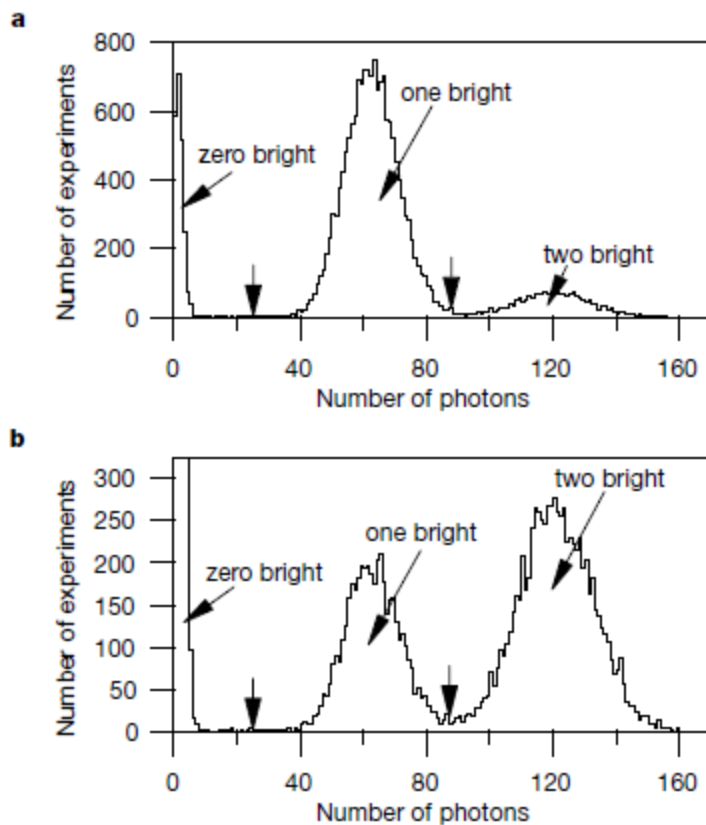 a
Number of experiments
800
600
400
200
0
zero bright
one bright
two bright
0 40 80 120 160
Number of photons
b
Number of experiments
300
250
200
150
100
50
0
zero bright
one bright
two bright
0 40 80 120 160
Number of photons